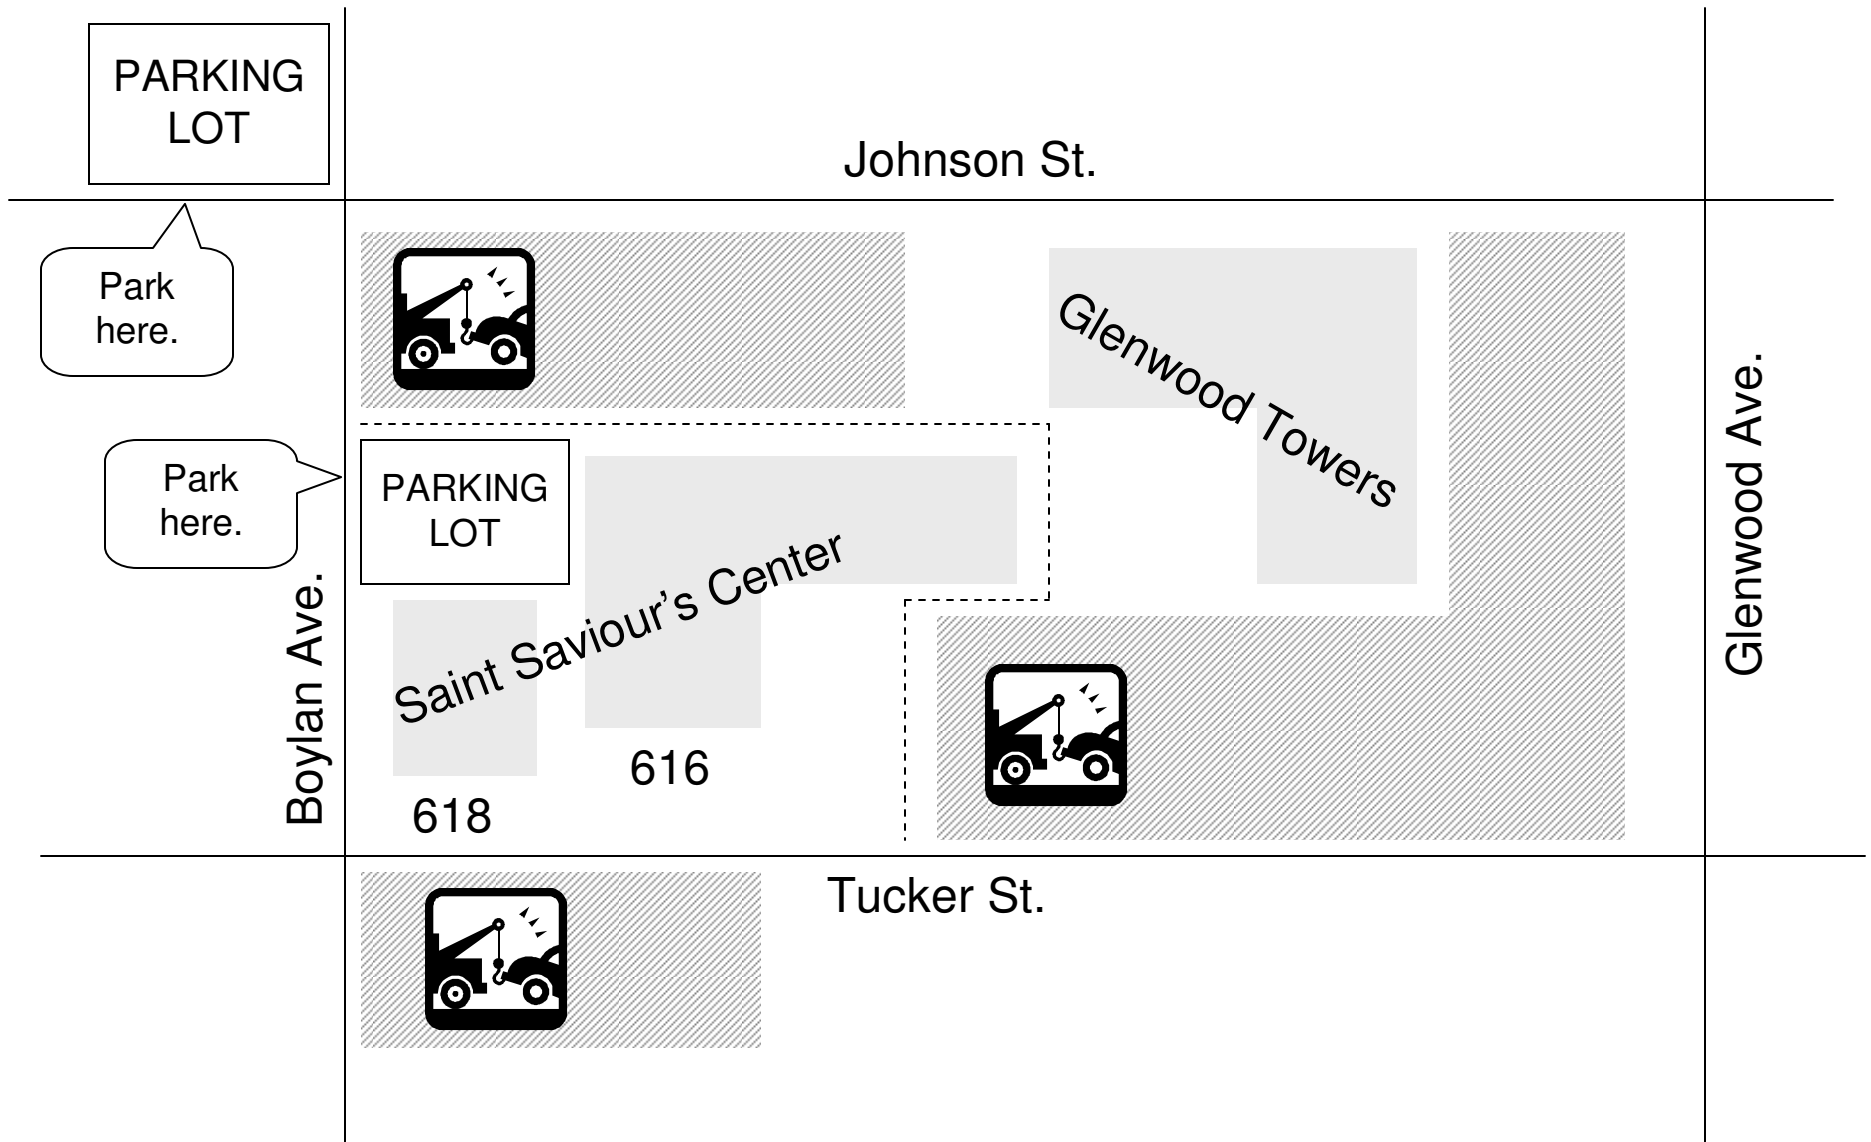 PARKING
LOT
Johnson St.
Park
here.
Glenwood Towers
Glenwood Ave.
Park
here.
PARKING
LOT
Saint Saviour’s Center
Boylan Ave.
616
618
Tucker St.